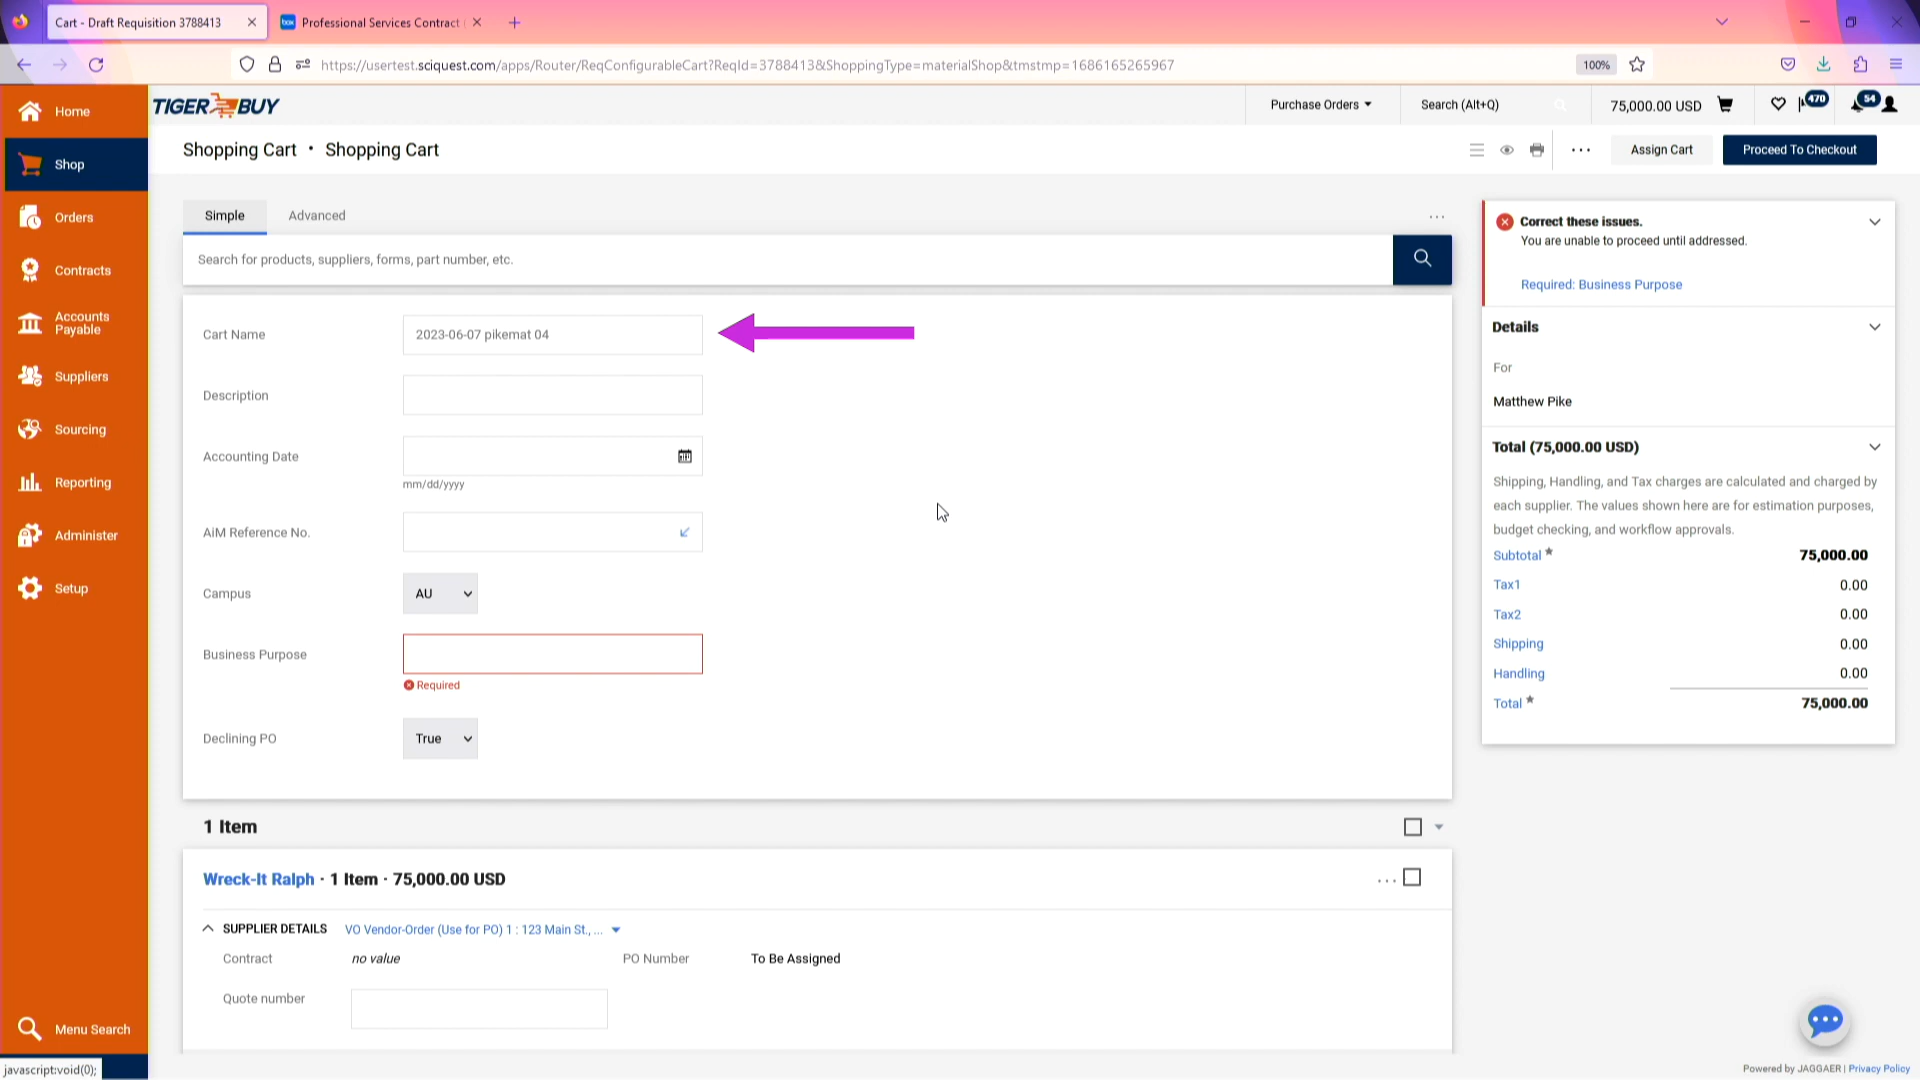 Cart - Draft Requisition 3788413
box
Professional Services Contract
https://usertest.sciquest.com/apps/Router/ReqConfigurableCart?ReqId=3788413&ShoppingType=materialShop&tmstmp=1686165265967
100%
Home
Shop
Orders
Contracts
Accounts
Payable
Suppliers
Sourcing
Reporting
Administer
Setup
Menu Search
javascript:void(0);
TIGER BUY
Purchase Orders
Search (Alt+Q)
75,000.00 USD
470
54
Shopping Cart • Shopping Cart
Assign Cart
Proceed To Checkout
Simple
Advanced
Search for products, suppliers, forms, part number, etc.
Cart Name
2023-06-07 pikemat 04
Description
Accounting Date
mm/dd/yyyy
AiM Reference No.
Campus
AU
Business Purpose
Required
Declining PO
True
1 Item
Wreck-It Ralph · 1 Item · 75,000.00 USD
SUPPLIER DETAILS
VO Vendor-Order (Use for PO) 1 : 123 Main St., ...
Contract
no value
PO Number
To Be Assigned
Quote number
Correct these issues.
You are unable to proceed until addressed.
Required: Business Purpose
Details
For
Matthew Pike
Total (75,000.00 USD)
Shipping, Handling, and Tax charges are calculated and charged by
each supplier. The values shown here are for estimation purposes,
budget checking, and workflow approvals.
Subtotal * 75,000.00
Tax1 0.00
Tax2 0.00
Shipping 0.00
Handling 0.00
Total * 75,000.00
Powered by JAGGAER | Privacy Policy